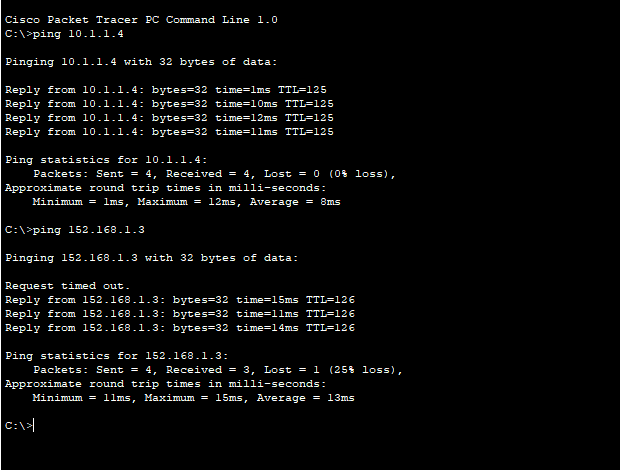 Cisco Packet Tracer PC Command Line 1.0
C:\>ping 10.1.1.4
Pinging 10.1.1.4 with 32 bytes of data:
Reply from 10.1.1.4: bytes=32 time=1ms TTL=125
Reply from 10.1.1.4: bytes=32 time=10ms TTL=125
Reply from 10.1.1.4: bytes=32 time=12ms TTL=125
Reply from 10.1.1.4: bytes=32 time=11ms TTL=125
Ping statistics for 10.1.1.4:
Packets: Sent = 4, Received = 4, Lost = 0 (0% loss),
Approximate round trip times in milli-seconds:
Minimum = 1ms, Maximum = 12ms, Average = 8ms
C:\>ping 152.168.1.3
Pinging 152.168.1.3 with 32 bytes of data:
Request timed out.
Reply from 152.168.1.3: bytes=32 time=15ms TTL=126
Reply from 152.168.1.3: bytes=32 time=11ms TTL=126
Reply from 152.168.1.3: bytes=32 time=14ms TTL=126
Ping statistics for 152.168.1.3:
Packets: Sent = 4, Received = 3, Lost = 1 (25% loss),
Approximate round trip times in milli-seconds:
Minimum = 11ms, Maximum = 15ms, Average = 13ms
C:\>